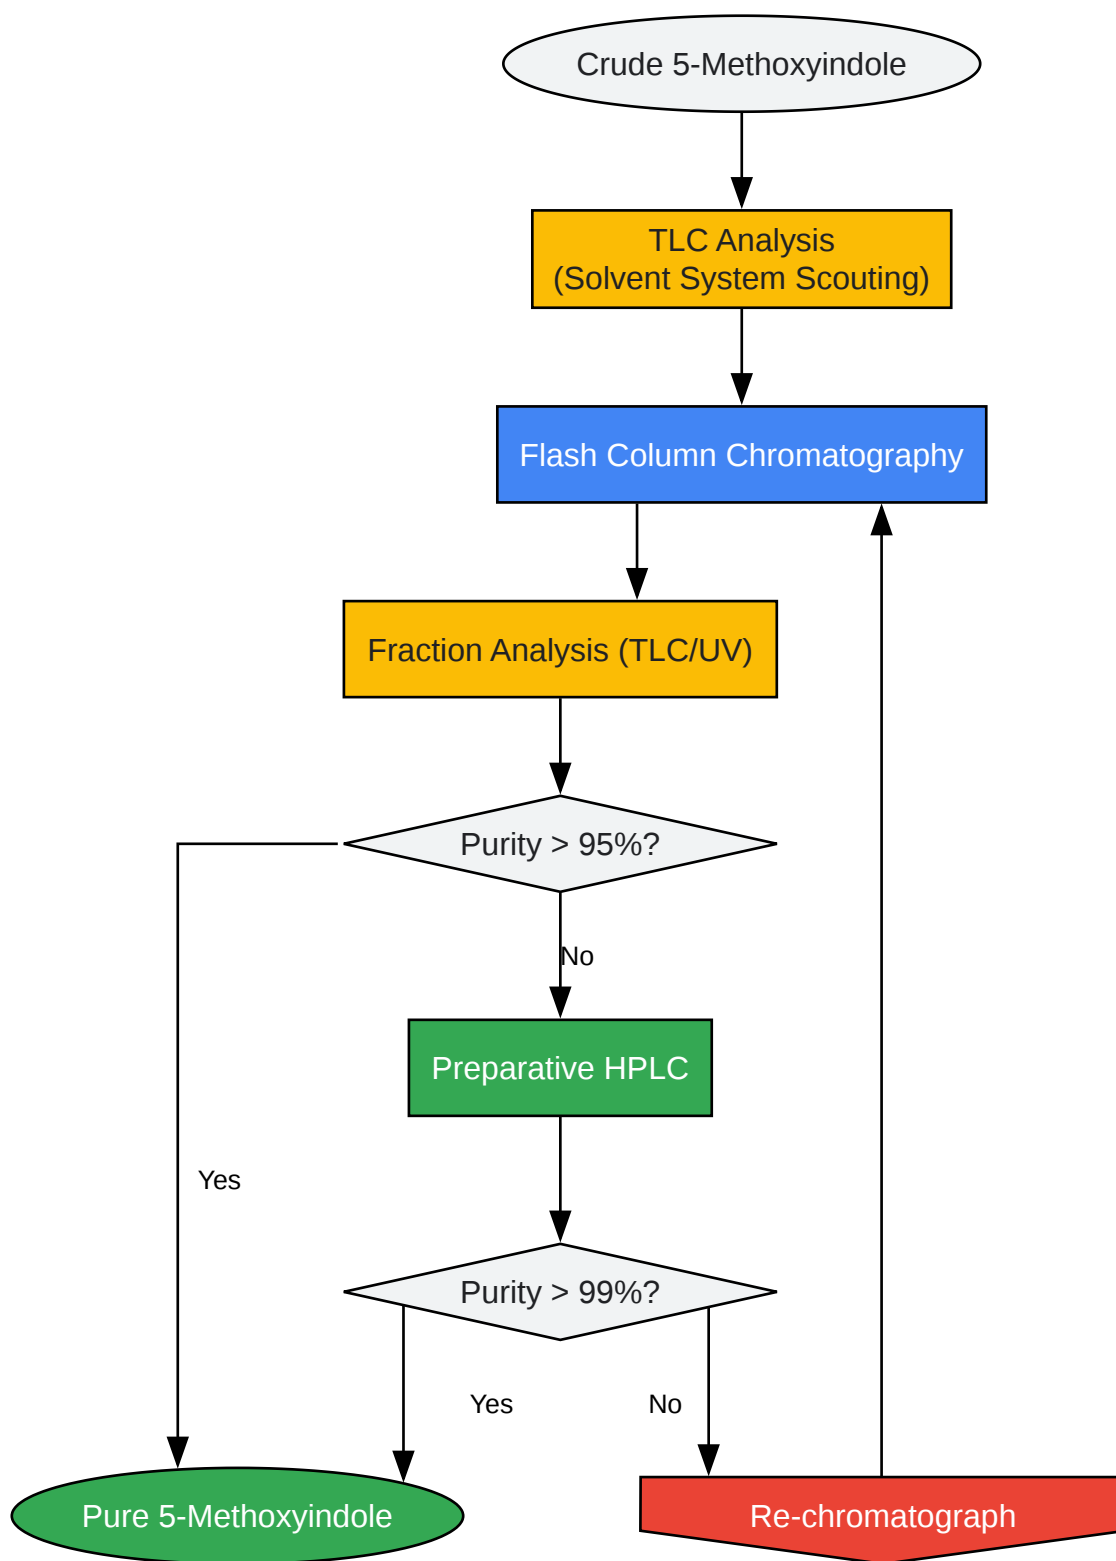 Crude 5-Methoxyindole
TLC Analysis
(Solvent System Scouting)
Flash Column Chromatography
Fraction Analysis (TLC/UV)
Purity > 95%?
No
Preparative HPLC
Yes
Purity > 99%?
Yes
No
Pure 5-Methoxyindole
Re-chromatograph